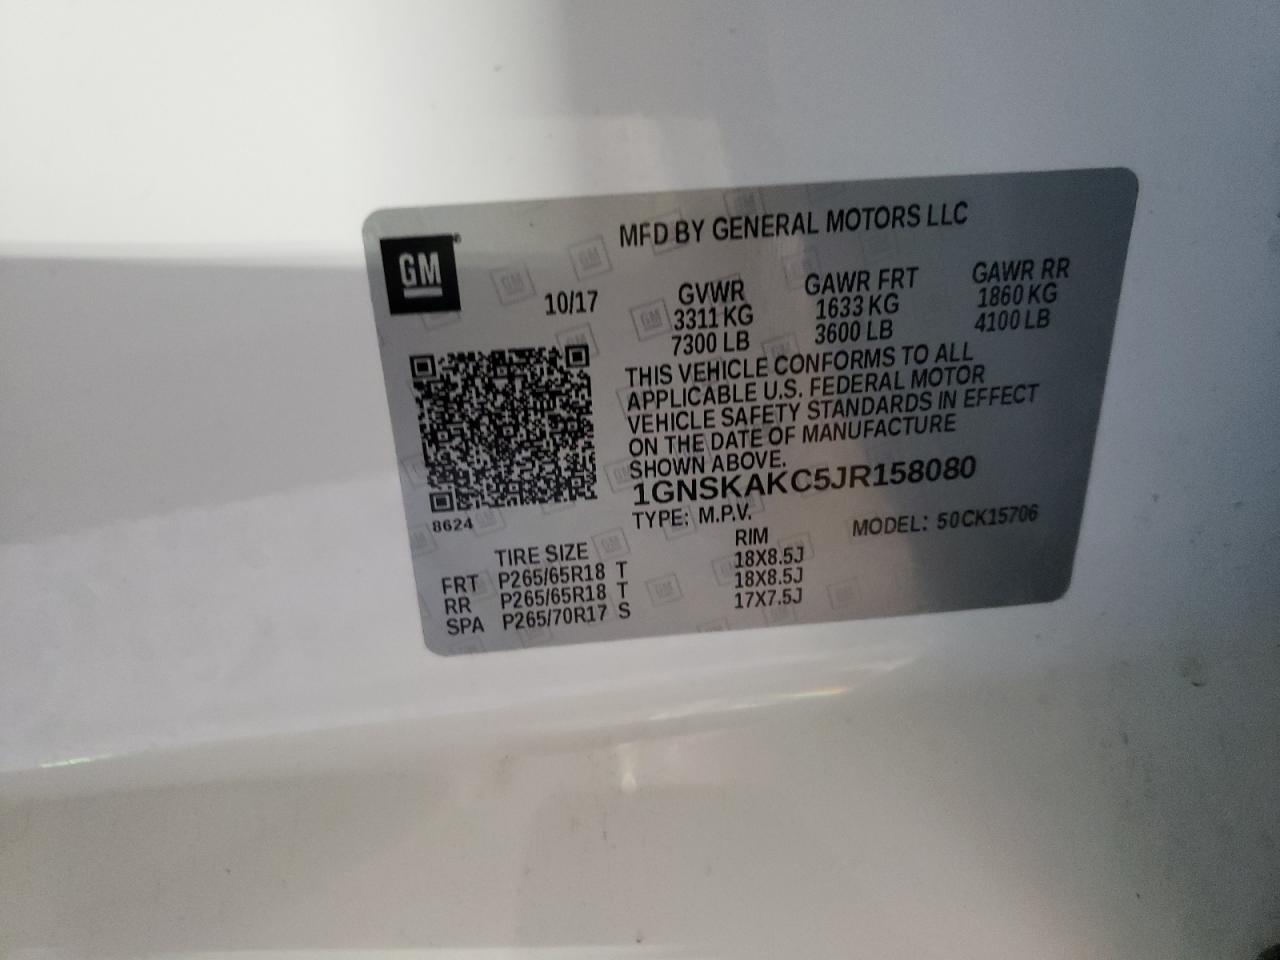 GM
MFD BY GENERAL MOTORS LLC
10/17
GVWR
3311 KG
7300 LB
GAWR FRT
1633 KG
3600 LB
GAWR RR
1860 KG
4100 LB
THIS VEHICLE CONFORMS TO ALL
APPLICABLE U.S. FEDERAL MOTOR
VEHICLE SAFETY STANDARDS IN EFFECT
ON THE DATE OF MANUFACTURE
SHOWN ABOVE.
1GNSKAKC5JR158080
8624
TYPE: M.P.V. MODEL: 50CK15706
TIRE SIZE RIM
FRT P265/65R18 T 18X8.5J
RR P265/65R18 T 18X8.5J
SPA P265/70R17 S 17X7.5J